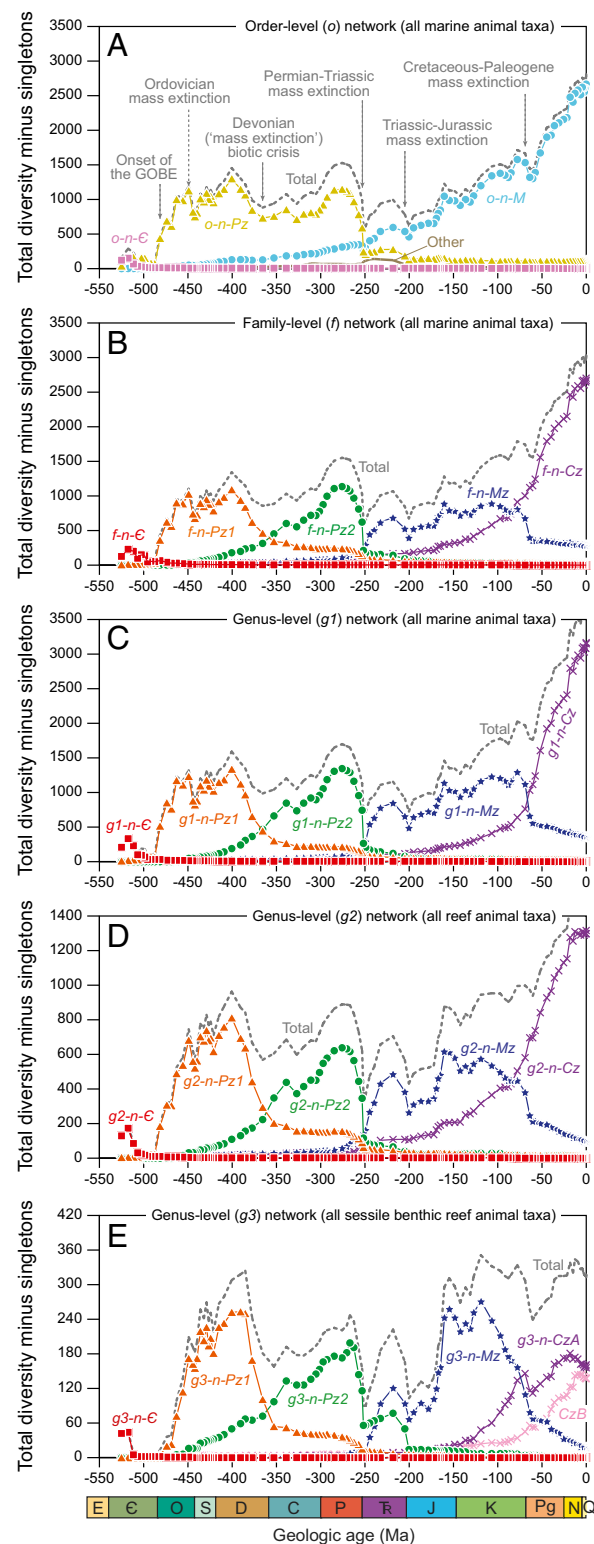 A
Order-level (o) network (all marine animal taxa)
Total diversity minus singletons
3500
3000
2500
2000
1500
1000
500
0
Ordovician
mass extinction
Permian-Triassic
mass extinction
Cretaceous-Paleogene
mass extinction
Onset of
the GOBE
Devonian
('mass extinction')
biotic crisis
Triassic-Jurassic
mass extinction
Total
o-n-Є
o-n-Pz
o-n-M
Other
-550 -500 -450 -400 -350 -300 -250 -200 -150 -100 -50 0
B
Family-level (f) network (all marine animal taxa)
Total diversity minus singletons
3500
3000
2500
2000
1500
1000
500
0
Total
f-n-Є
f-n-Pz1
f-n-Pz2
f-n-Mz
f-n-Cz
-550 -500 -450 -400 -350 -300 -250 -200 -150 -100 -50 0
C
Genus-level (g1) network (all marine animal taxa)
Total diversity minus singletons
3500
3000
2500
2000
1500
1000
500
0
Total
g1-n-Є
g1-n-Pz1
g1-n-Pz2
g1-n-Mz
g1-n-Cz
-550 -500 -450 -400 -350 -300 -250 -200 -150 -100 -50 0
D
Genus-level (g2) network (all reef animal taxa)
Total diversity minus singletons
1400
1200
1000
800
600
400
200
0
Total
g2-n-Є
g2-n-Pz1
g2-n-Pz2
g2-n-Mz
g2-n-Cz
-550 -500 -450 -400 -350 -300 -250 -200 -150 -100 -50 0
E
Genus-level (g3) network (all sessile benthic reef animal taxa)
Total diversity minus singletons
420
360
300
240
180
120
60
0
Total
g3-n-Є
g3-n-Pz1
g3-n-Pz2
g3-n-Mz
g3-n-CzA
CzB
-550 -500 -450 -400 -350 -300 -250 -200 -150 -100 -50 0
E Є O S D C P TR J K Pg N Q
Geologic age (Ma)